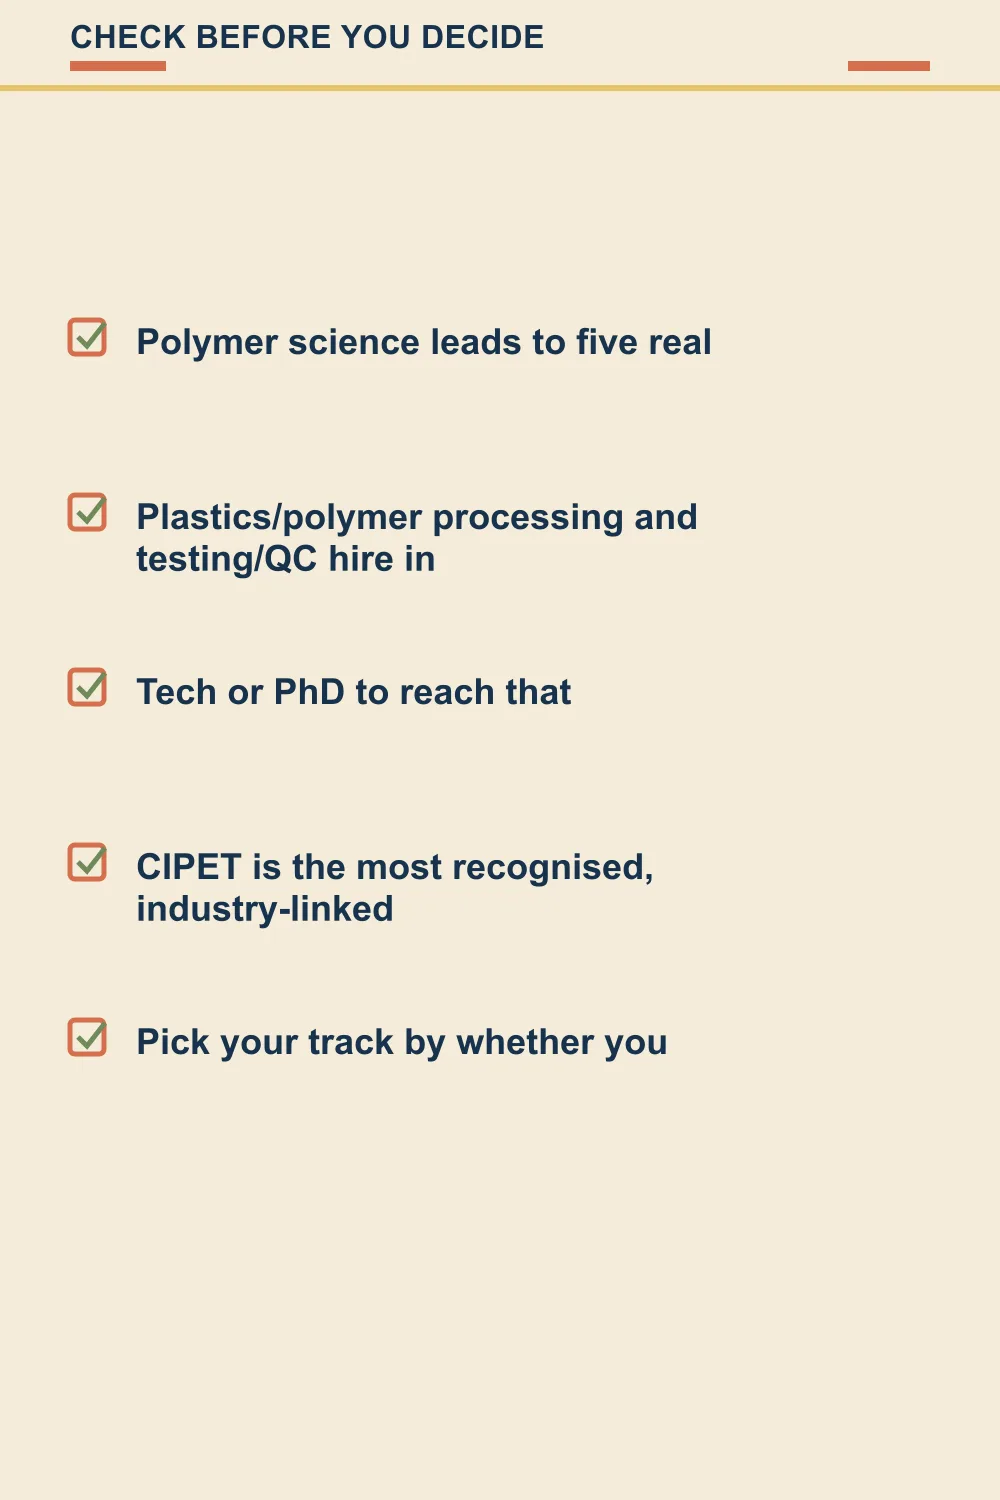 CHECK BEFORE YOU DECIDE
Polymer science leads to five real
Plastics/polymer processing and
testing/QC hire in
Tech or PhD to reach that
CIPET is the most recognised,
industry-linked
Pick your track by whether you